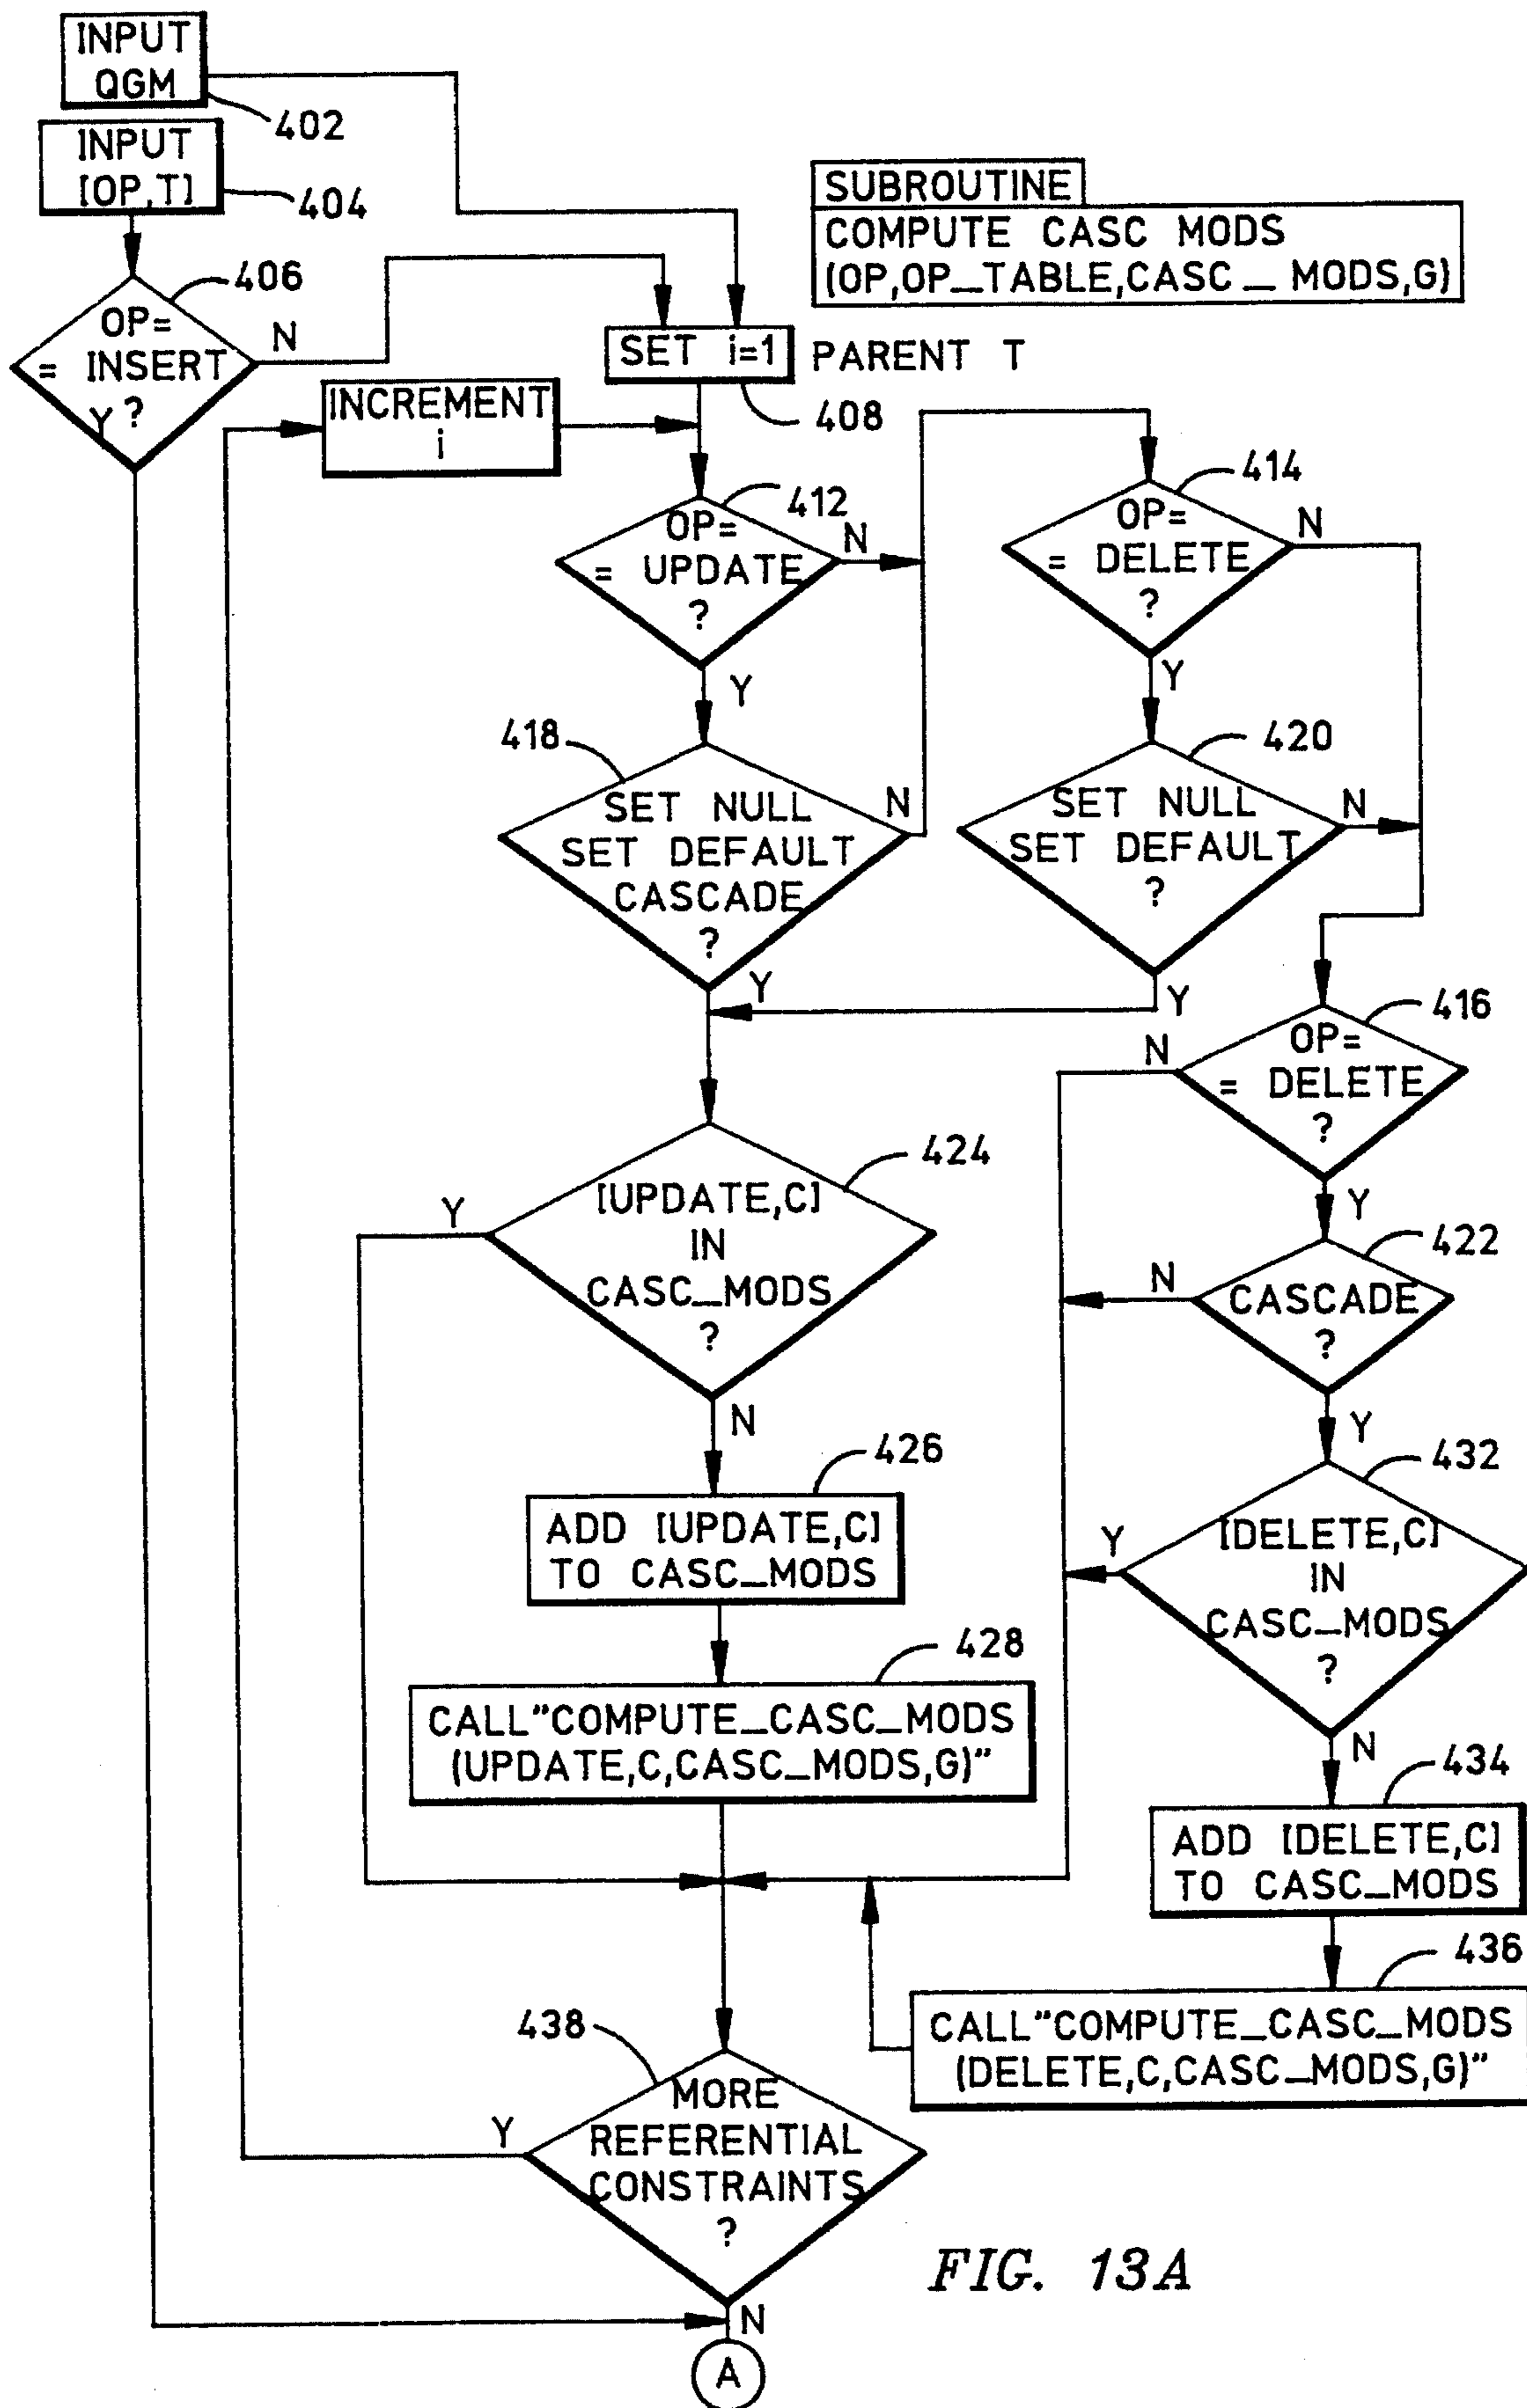 INPUT
QGM
402
INPUT
[OP,T]
404
SUBROUTINE
COMPUTE CASC MODS
(OP,OP_TABLE,CASC_ MODS,G)
406
OP=
= INSERT
?
N
Y
SET i=1
PARENT T
408
INCREMENT
i
412
OP=
= UPDATE
?
N
Y
414
OP=
= DELETE
?
N
Y
418
SET NULL
SET DEFAULT
CASCADE
?
N
Y
420
SET NULL
SET DEFAULT
?
N
Y
416
OP=
= DELETE
?
N
Y
424
[UPDATE,C]
IN
CASC_MODS
?
Y
N
422
CASCADE
?
N
Y
426
ADD [UPDATE,C]
TO CASC_MODS
432
[DELETE,C]
IN
CASC_MODS
?
Y
N
428
CALL"COMPUTE_CASC_MODS
(UPDATE,C,CASC_MODS,G)"
434
ADD [DELETE,C]
TO CASC_MODS
436
CALL"COMPUTE_CASC_MODS
(DELETE,C,CASC_MODS,G)"
438
MORE
REFERENTIAL
CONSTRAINTS
?
Y
N
A
FIG. 13A